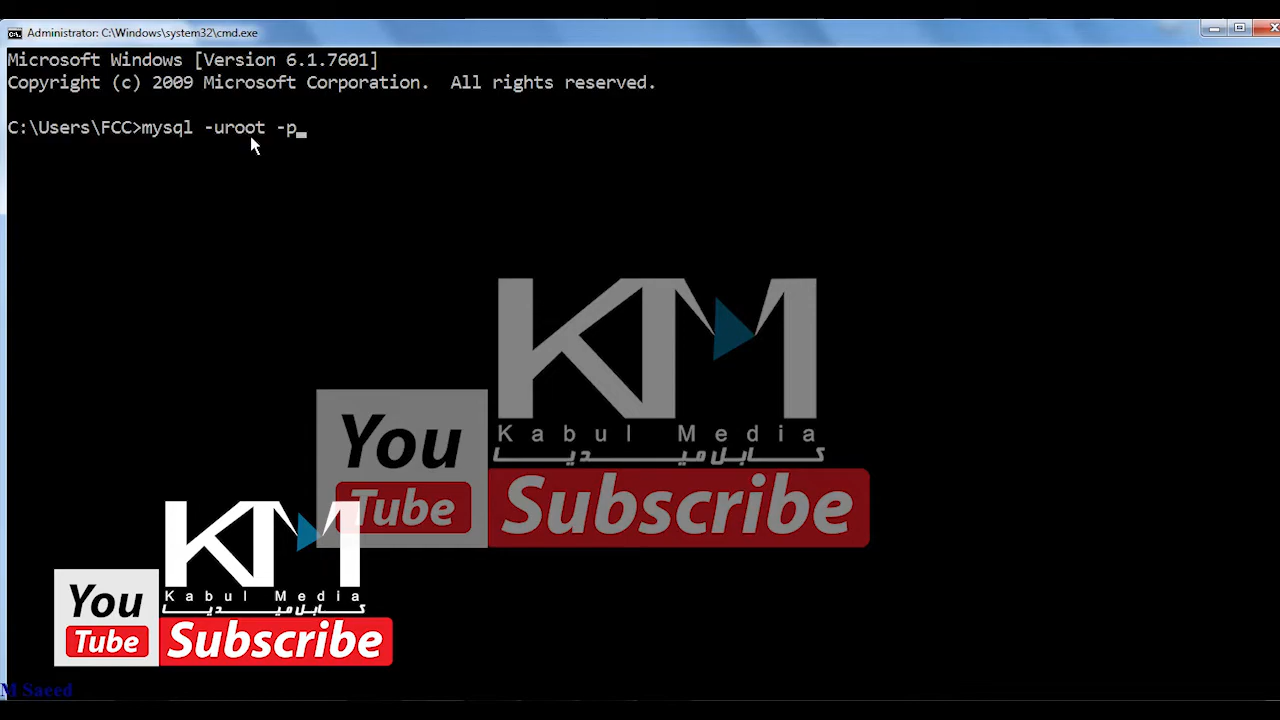 Administrator: C:\Windows\system32\cmd.exe
Microsoft Windows [Version 6.1.7601]
Copyright (c) 2009 Microsoft Corporation.  All rights reserved.
C:\Users\FCC>mysql -uroot -p_
KM
Kabul Media
کابل میدیا
You
Tube
Subscribe
KM
Kabul Media
کابل میدیا
You
Tube
Subscribe
M Saeed